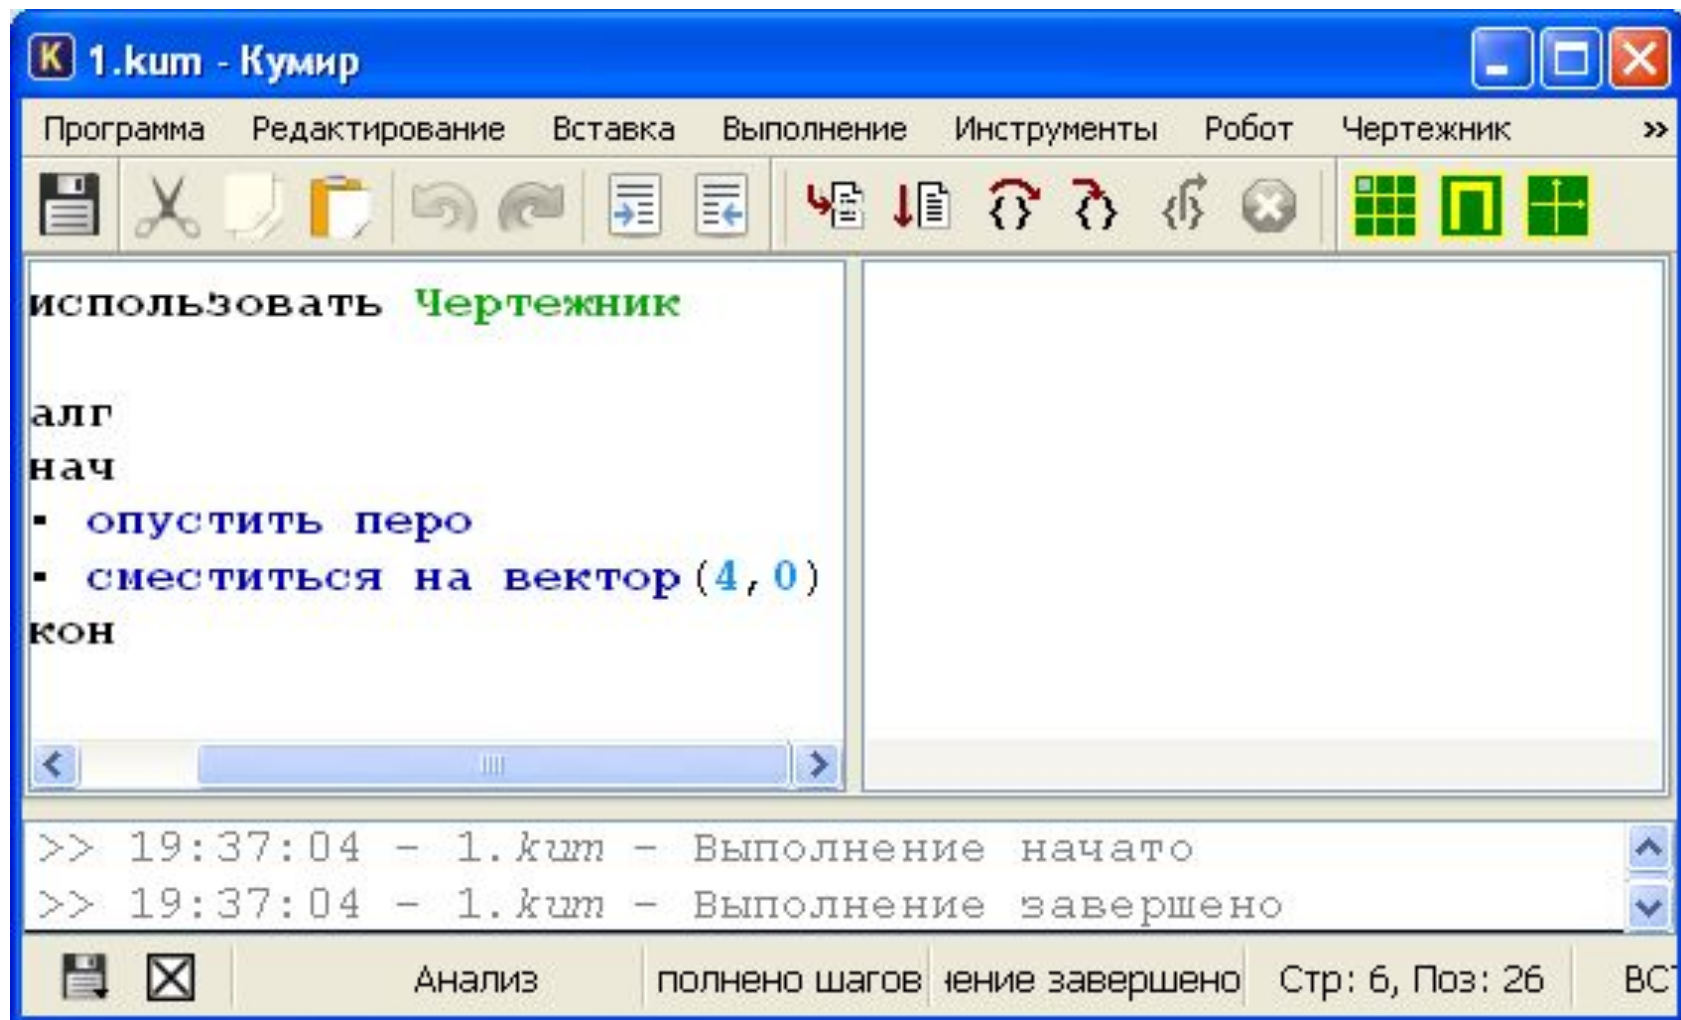 1.kum - Кумир
Программа Редактирование Вставка Выполнение Инструменты Робот Чертежник »
использовать Чертежник
алг
нач
▪ опустить перо
▪ сместиться на вектор(4,0)
кон
>> 19:37:04 - 1.kum - Выполнение начато
>> 19:37:04 - 1.kum - Выполнение завершено
Анализ полнено шагов нение завершено Стр: 6, Поз: 26 ВСТ